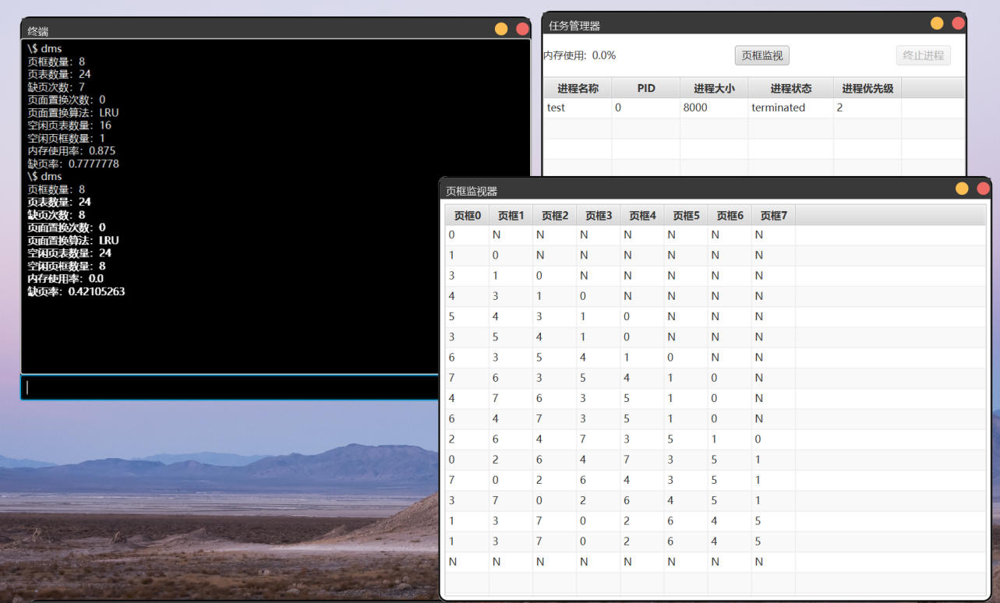 终端
\$ dms
页框数量：8
页表数量：24
缺页次数：7
页面置换次数：0
页面置换算法：LRU
空闲页表数量：16
空闲页框数量：1
内存使用率：0.875
缺页率：0.7777778
\$ dms
页框数量：8
页表数量：24
缺页次数：8
页面置换次数：0
页面置换算法：LRU
空闲页表数量：24
空闲页框数量：8
内存使用率：0.0
缺页率：0.42105263
任务管理器
内存使用: 0.0% 页框监视 终止进程
进程名称 PID 进程大小 进程状态 进程优先级
test 0 8000 terminated 2
页框监视器
页框0 页框1 页框2 页框3 页框4 页框5 页框6 页框7
0 N N N N N N N
1 0 N N N N N N
3 1 0 N N N N N
4 3 1 0 N N N N
5 4 3 1 0 N N N
3 5 4 1 0 N N N
6 3 5 4 1 0 N N
7 6 3 5 4 1 0 N
4 7 6 3 5 1 0 N
6 4 7 3 5 1 0 N
2 6 4 7 3 5 1 0
0 2 6 4 7 3 5 1
7 0 2 6 4 3 5 1
3 7 0 2 6 4 5 1
1 3 7 0 2 6 4 5
1 3 7 0 2 6 4 5
N N N N N N N N